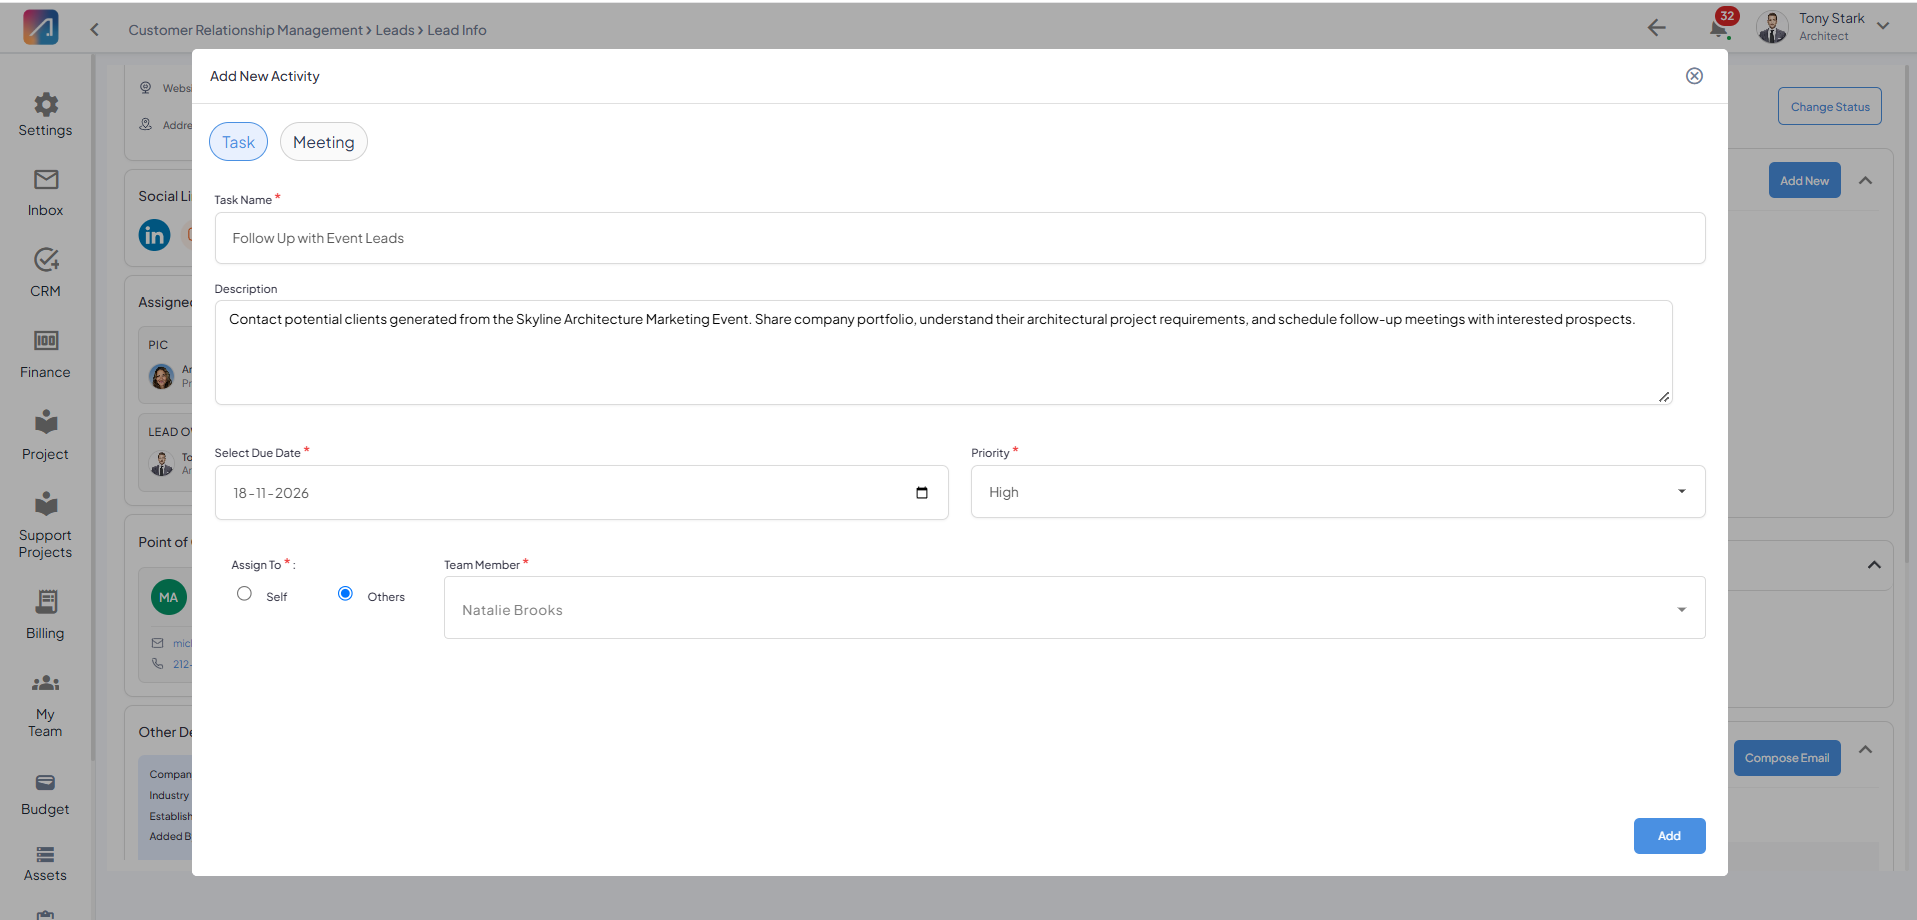 Customer Relationship Management > Leads > Lead Info
32
Tony Stark
Architect
Settings
Inbox
CRM
Finance
Project
Support
Projects
Billing
My
Team
Budget
Assets
Social
PIC
LEAD
Point of
MA
212-
Other
Industry
Added
Change Status
Add New
Compose Email
Add New Activity
Task
Meeting
Task Name *
Follow Up with Event Leads
Description
Contact potential clients generated from the Skyline Architecture Marketing Event. Share company portfolio, understand their architectural project requirements, and schedule follow-up meetings with interested prospects.
Select Due Date *
18-11-2026
Priority *
High
Assign To * :
Self
Others
Team Member *
Natalie Brooks
Add